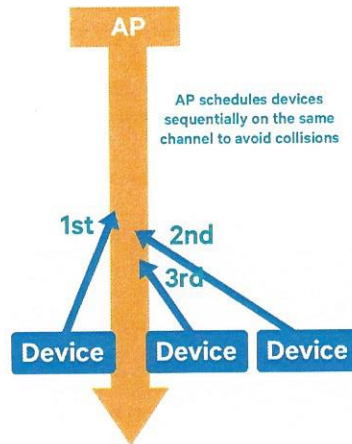 AP
AP schedules devices
sequentially on the same
channel to avoid collisions
1st
2nd
3rd
Device
Device
Device